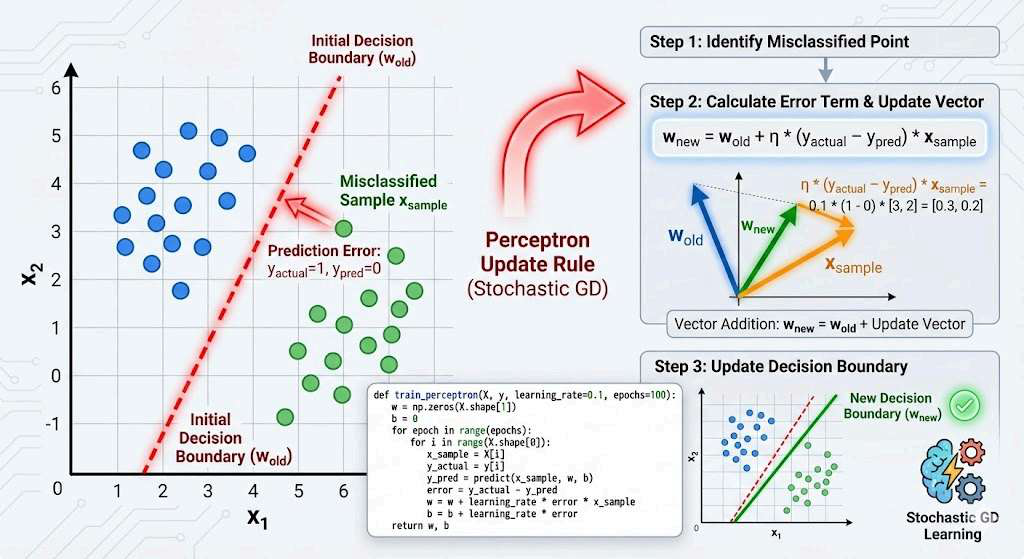 Initial Decision
Boundary (w_old)
6
5
4
3
2
1
0
-1
x₂
0
1
2
3
4
5
6
x₁
Misclassified
Sample x_sample
Prediction Error:
y_actual=1, y_pred=0
Initial
Decision
Boundary (w_old)
Perceptron
Update Rule
(Stochastic GD)
def train_perceptron(X, y, learning_rate=0.1, epochs=100):
w = np.zeros(X.shape[1])
b = 0
for epoch in range(epochs):
for i in rangs(X.shape[0]):
x_sample = X[i]
y_actual = y[i]
y_pred = predict(x_sample, w, b)
error = y_actual - y_pred
w = w + learning_rate * error * x_sample
b = b + learning_rate * error
return w, b
Step 1: Identify Misclassified Point
Step 2: Calculate Error Term & Update Vector
w_new = w_old + η * (y_actual – y_pred) * x_sample
η * (y_actual – y_pred) * x_sample =
0.1 * (1 - 0) * [3, 2] = [0.3, 0.2]
w_old
w_new
x_sample
Vector Addition: w_new = w_old + Update Vector
Step 3: Update Decision Boundary
New Decision
Boundary (w_new)
x₂
0
x₁
Stochastic GD
Learning